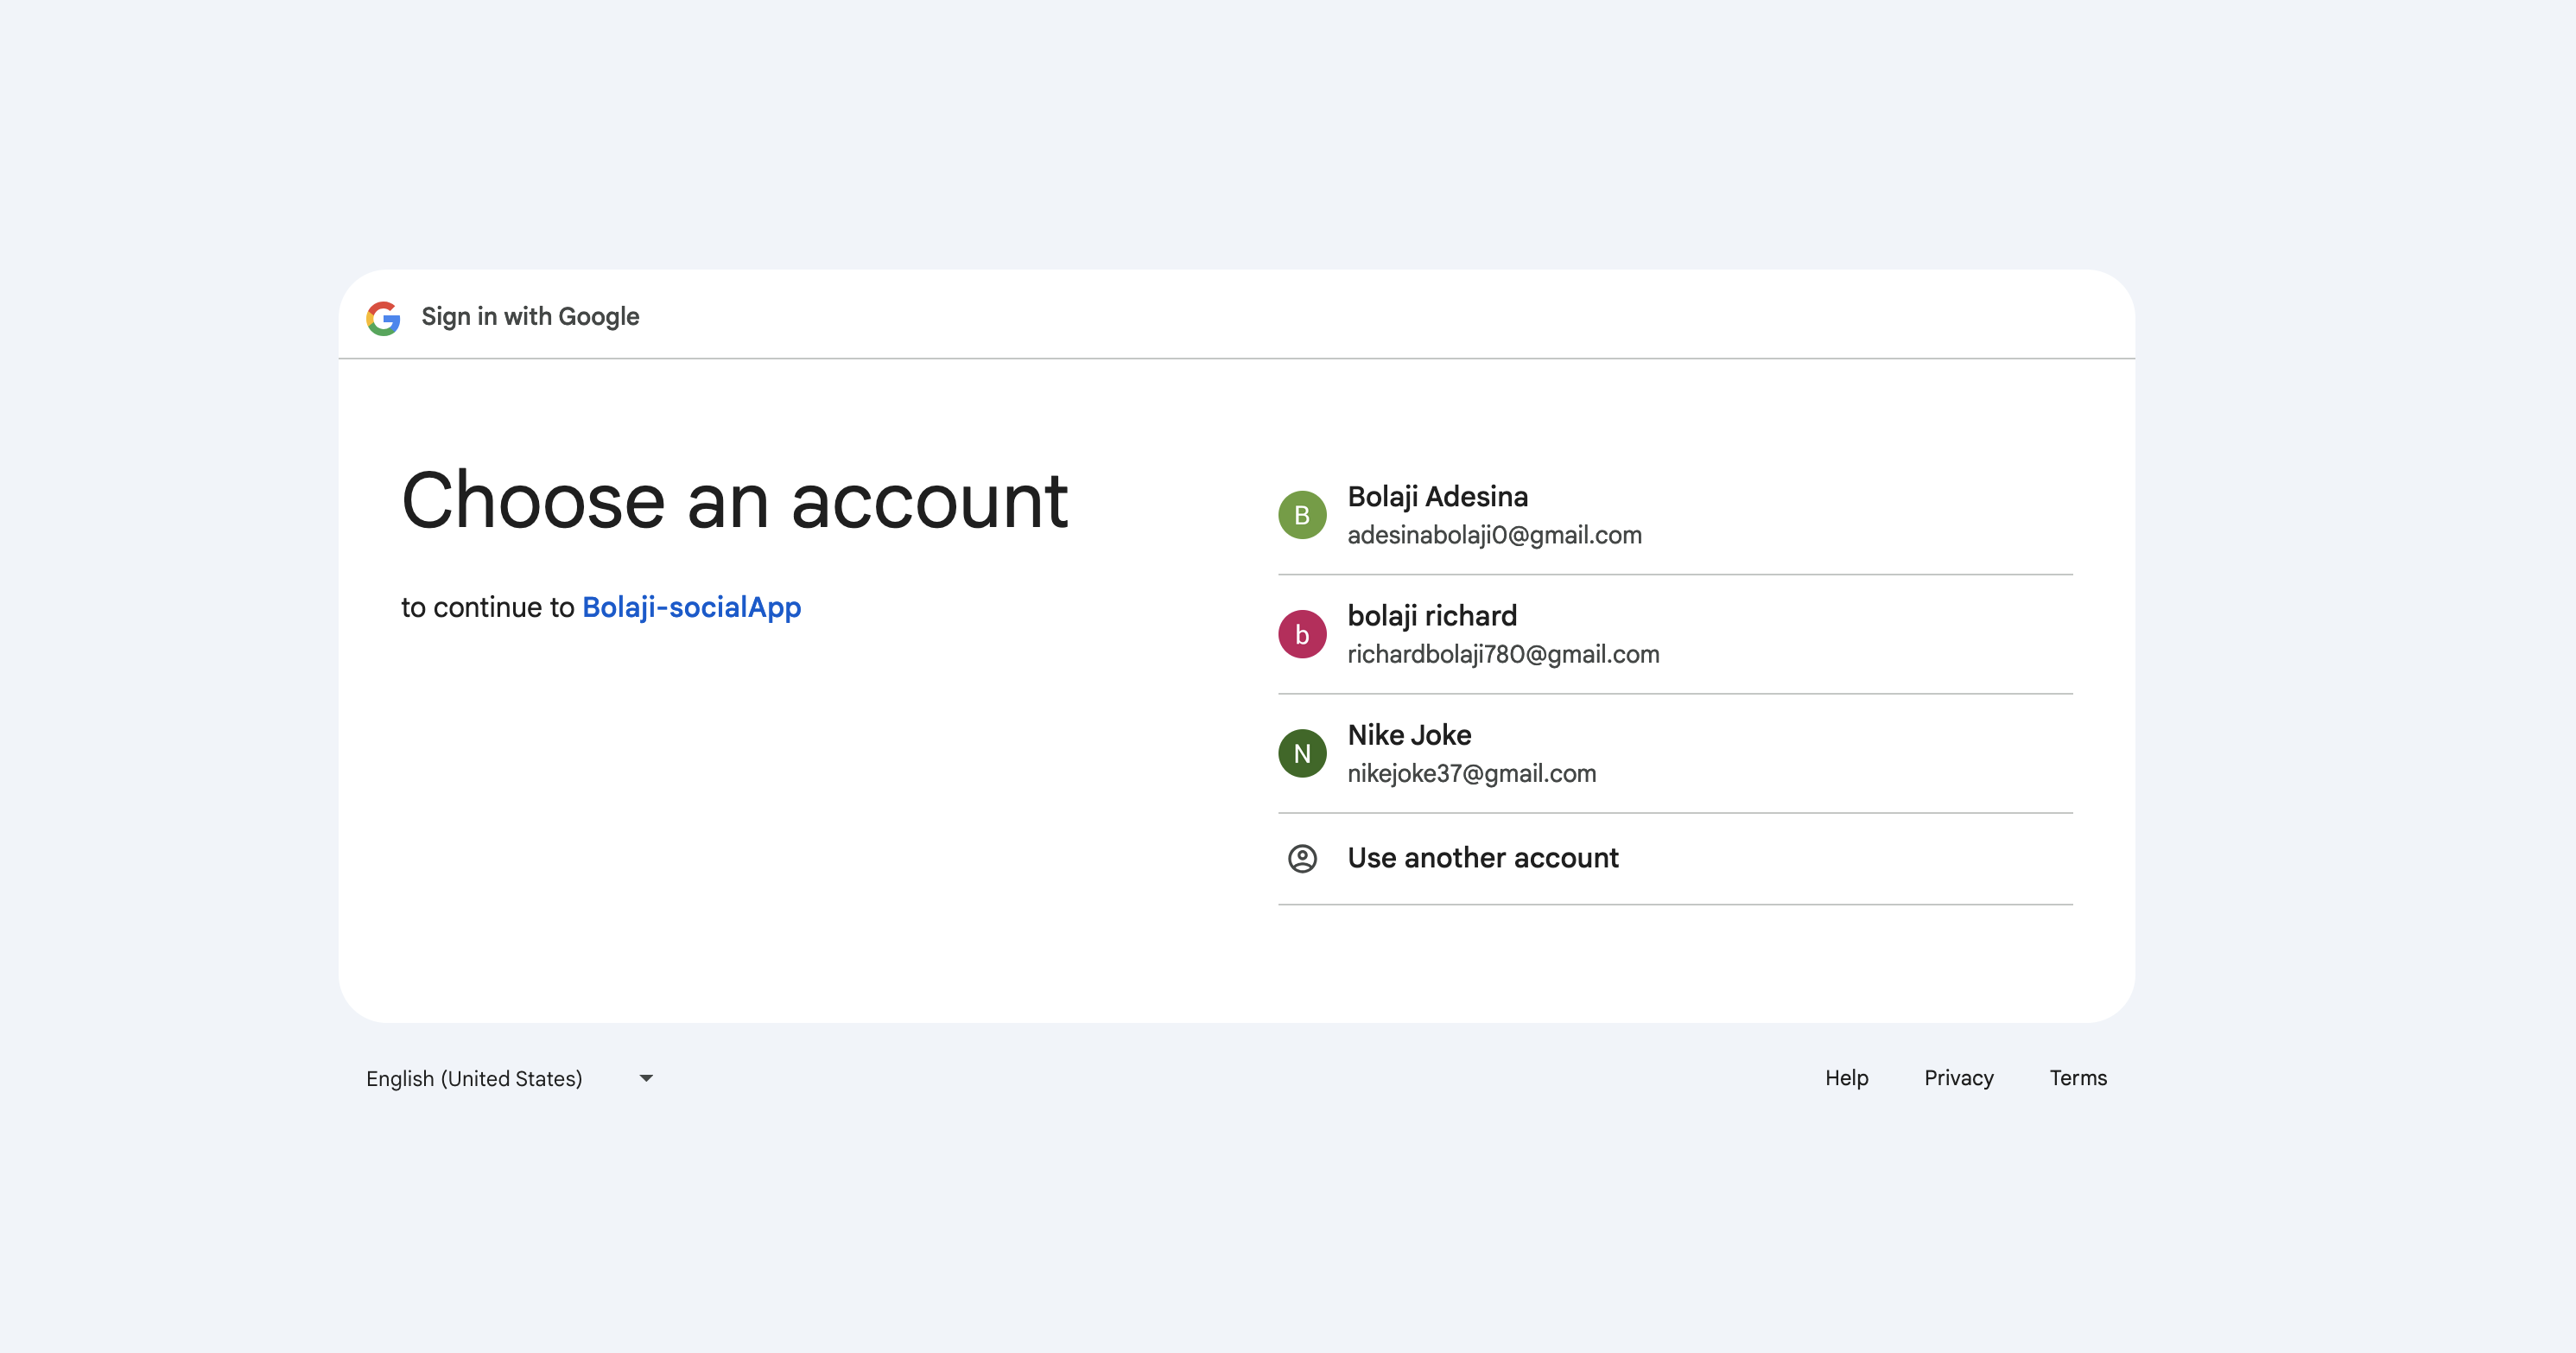 Sign in with Google
Choose an account
to continue to Bolaji-socialApp
B
Bolaji Adesina
adesinabolaji0@gmail.com
b
bolaji richard
richardbolaji780@gmail.com
N
Nike Joke
nikejoke37@gmail.com
Use another account
English (United States)
Help Privacy Terms